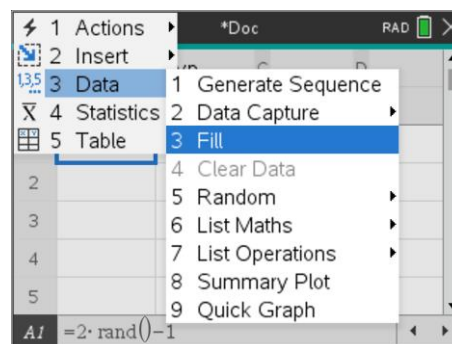 *Doc RAD
1 Actions
2 Insert
3 Data
4 Statistics
5 Table
C D
1 Generate Sequence
2 Data Capture
3 Fill
4 Clear Data
5 Random
6 List Maths
7 List Operations
8 Summary Plot
9 Quick Graph
2
3
4
5
A1 =2· rand()−1